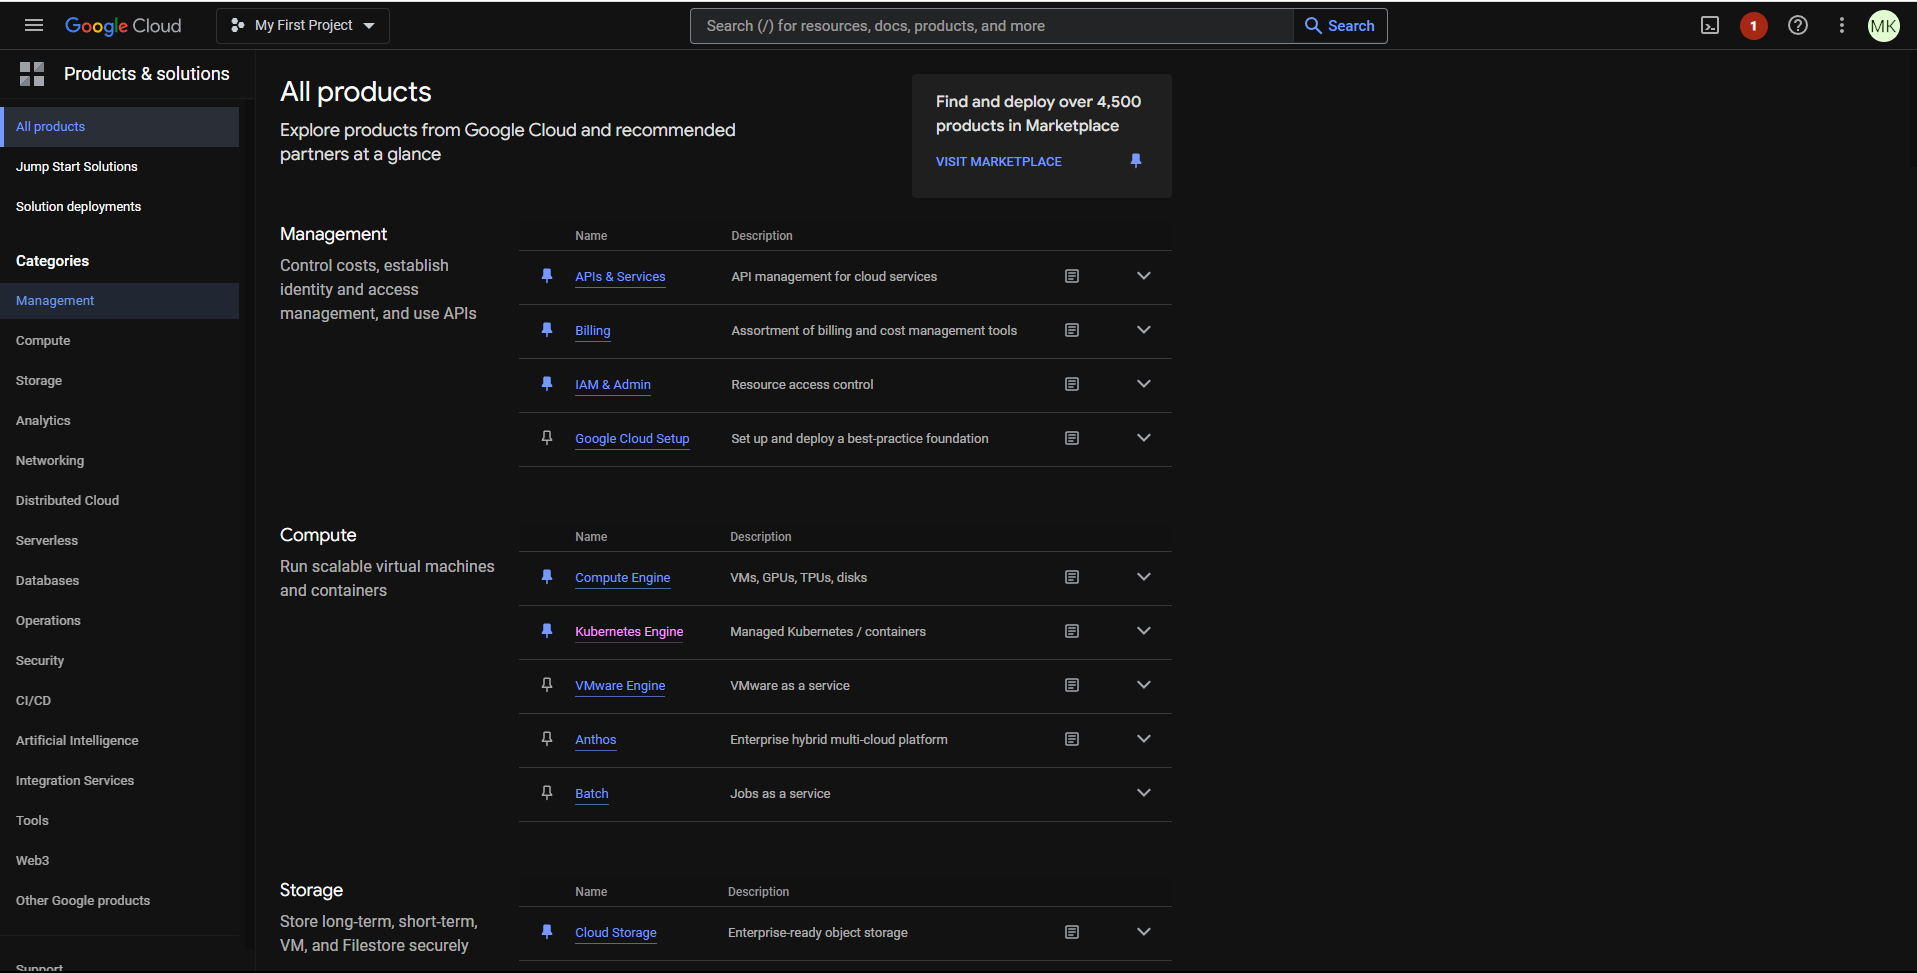 Google Cloud
My First Project
Search (/) for resources, docs, products, and more
Search
1
MK
Products & solutions
All products
Jump Start Solutions
Solution deployments
Categories
Management
Compute
Storage
Analytics
Networking
Distributed Cloud
Serverless
Databases
Operations
Security
CI/CD
Artificial Intelligence
Integration Services
Tools
Web3
Other Google products
Support
All products
Explore products from Google Cloud and recommended
partners at a glance
Find and deploy over 4,500
products in Marketplace
VISIT MARKETPLACE
Management
Control costs, establish
identity and access
management, and use APIs
Name Description
APIs & Services API management for cloud services
Billing Assortment of billing and cost management tools
IAM & Admin Resource access control
Google Cloud Setup Set up and deploy a best-practice foundation
Compute
Run scalable virtual machines
and containers
Name Description
Compute Engine VMs, GPUs, TPUs, disks
Kubernetes Engine Managed Kubernetes / containers
VMware Engine VMware as a service
Anthos Enterprise hybrid multi-cloud platform
Batch Jobs as a service
Storage
Store long-term, short-term,
VM, and Filestore securely
Name Description
Cloud Storage Enterprise-ready object storage